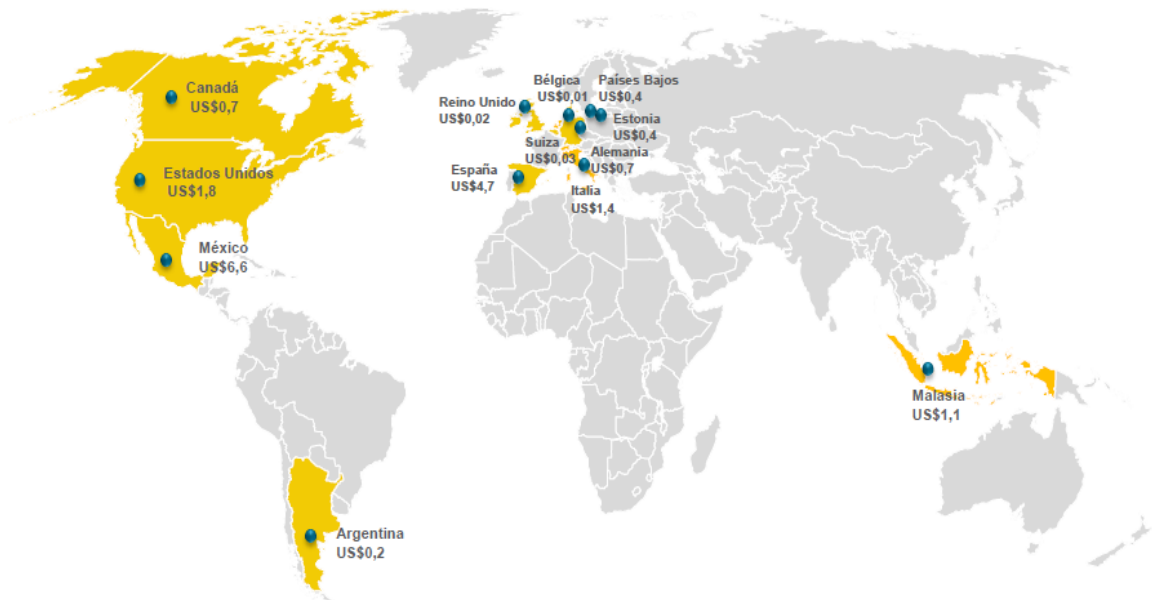 Canadá
US$0,7
Estados Unidos
US$1,8
México
US$6,6
Argentina
US$0,2
Reino Unido
US$0,02
Bélgica
US$0,01
Países Bajos
US$0,4
Estonia
US$0,4
Suiza
US$0,03
Alemania
US$0,7
España
US$4,7
Italia
US$1,4
Malasia
US$1,1